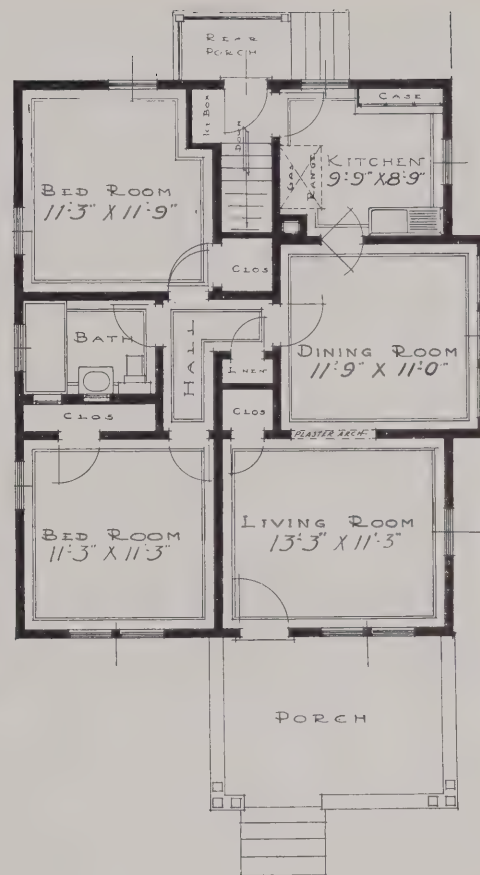 REAR
PORCH
ICE BOX
DOWN
CASE
GAS
RANGE
KITCHEN
9'-9" X 8'-9"
BED ROOM
11'-3" X 11'-9"
CLOS
BATH
HALL
LINEN
DINING ROOM
11'-9" X 11'-0"
CLOS
CLOS
PLASTER ARCH
BED ROOM
11'-3" X 11'-3"
LIVING ROOM
13'-3" X 11'-3"
PORCH